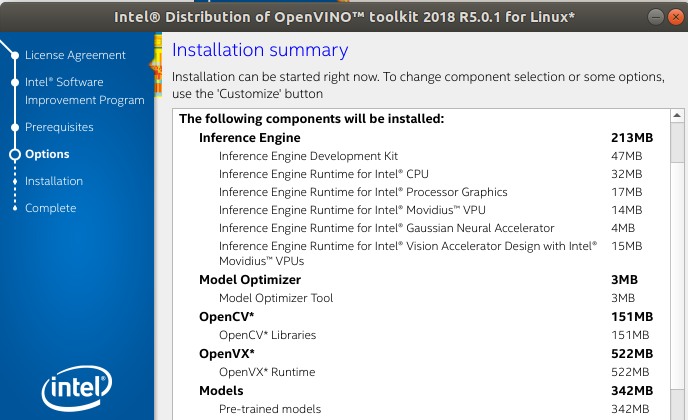 Intel® Distribution of OpenVINO™ toolkit 2018 R5.0.1 for Linux*
License Agreement
Intel® Software
Improvement Program
Prerequisites
Options
Installation
Complete
intel®
Installation summary
Installation can be started right now. To change component selection or some options,
use the 'Customize' button
The following components will be installed:
Inference Engine 213MB
Inference Engine Development Kit 47MB
Inference Engine Runtime for Intel® CPU 32MB
Inference Engine Runtime for Intel® Processor Graphics 17MB
Inference Engine Runtime for Intel® Movidius™ VPU 14MB
Inference Engine Runtime for Intel® Gaussian Neural Accelerator 4MB
Inference Engine Runtime for Intel® Vision Accelerator Design with Intel® 15MB
Movidius™ VPUs
Model Optimizer 3MB
Model Optimizer Tool 3MB
OpenCV* 151MB
OpenCV* Libraries 151MB
OpenVX* 522MB
OpenVX* Runtime 522MB
Models 342MB
Pre-trained models 342MB